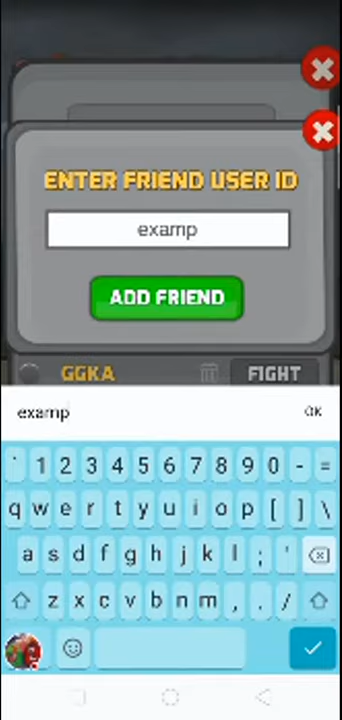 ENTER FRIEND USER ID
examp
ADD FRIEND
GGKA
FIGHT
examp
OK
` 1 2 3 4 5 6 7 8 9 0 - =
q w e r t y u i o p [ ] \
a s d f g h j k l ; '
z x c v b n m , . /